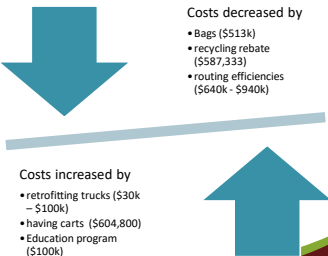 Costs decreased by
•Bags ($513k)
•recycling rebate
($587,333)
•routing efficiencies
($640k - $940k)
Costs increased by
•retrofitting trucks ($30k
– $100k)
•having carts ($604,800)
•Education program
($100k)